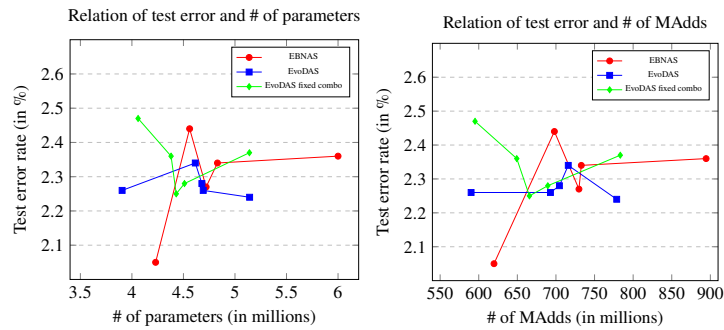 Relation of test error and # of parameters
Test error rate (in %)
2.6
2.5
2.4
2.3
2.2
2.1
EBNAS
EvoDAS
EvoDAS fixed combo
3.5 4 4.5 5 5.5 6
# of parameters (in millions)
Relation of test error and # of MAdds
Test error rate (in %)
2.6
2.5
2.4
2.3
2.2
2.1
EBNAS
EvoDAS
EvoDAS fixed combo
550 600 650 700 750 800 850 900
# of MAdds (in millions)